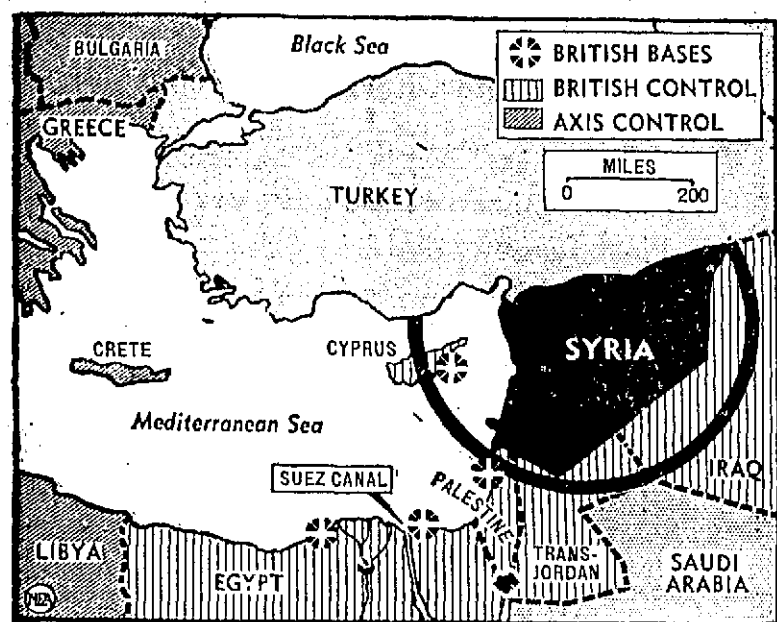 BULGARIA
Black Sea
BRITISH BASES
BRITISH CONTROL
AXIS CONTROL
GREECE
MILES
0 200
TURKEY
CRETE
CYPRUS
SYRIA
Mediterranean Sea
SUEZ CANAL
PALESTINE
IRAQ
LIBYA
EGYPT
TRANS-
JORDAN
SAUDI
ARABIA
NEA